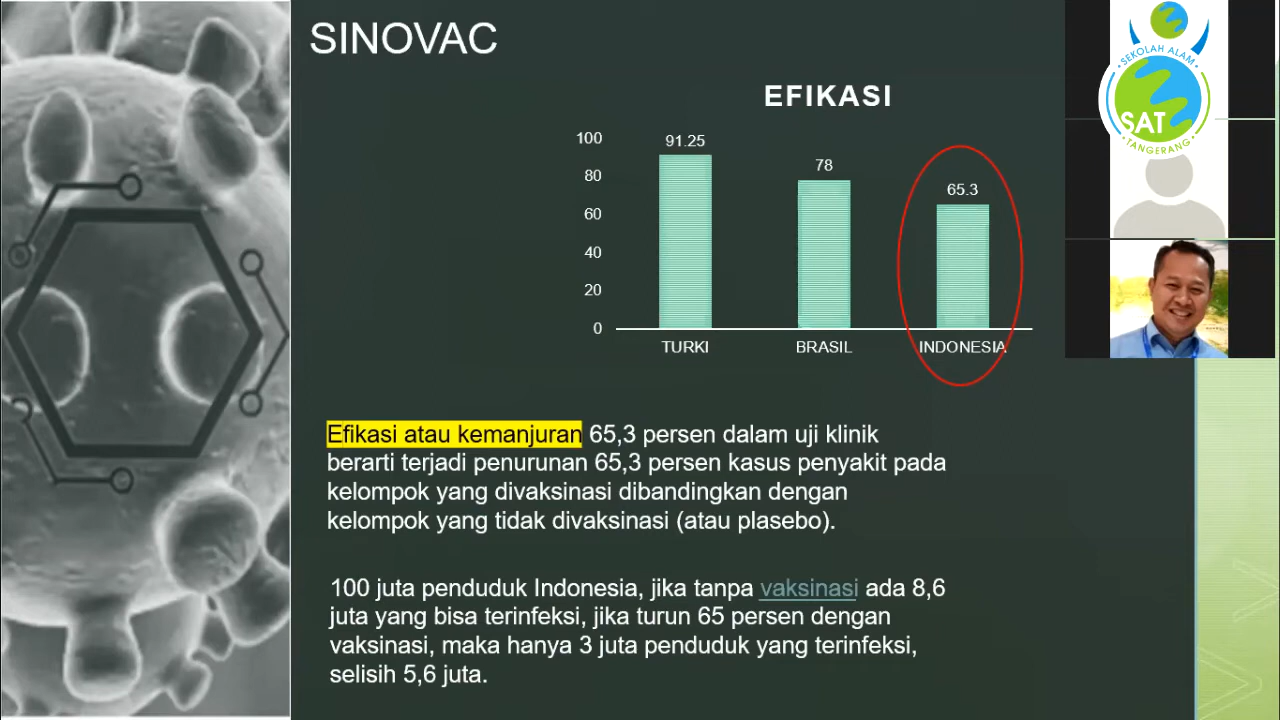 SINOVAC
EFIKASI
100
80
60
40
20
0
91.25
78
65.3
TURKI
BRASIL
INDONESIA
Efikasi atau kemanjuran 65,3 persen dalam uji klinik
berarti terjadi penurunan 65,3 persen kasus penyakit pada
kelompok yang divaksinasi dibandingkan dengan
kelompok yang tidak divaksinasi (atau plasebo).
100 juta penduduk Indonesia, jika tanpa vaksinasi ada 8,6
juta yang bisa terinfeksi, jika turun 65 persen dengan
vaksinasi, maka hanya 3 juta penduduk yang terinfeksi,
selisih 5,6 juta.
SEKOLAH ALAM
SAT
TANGERANG